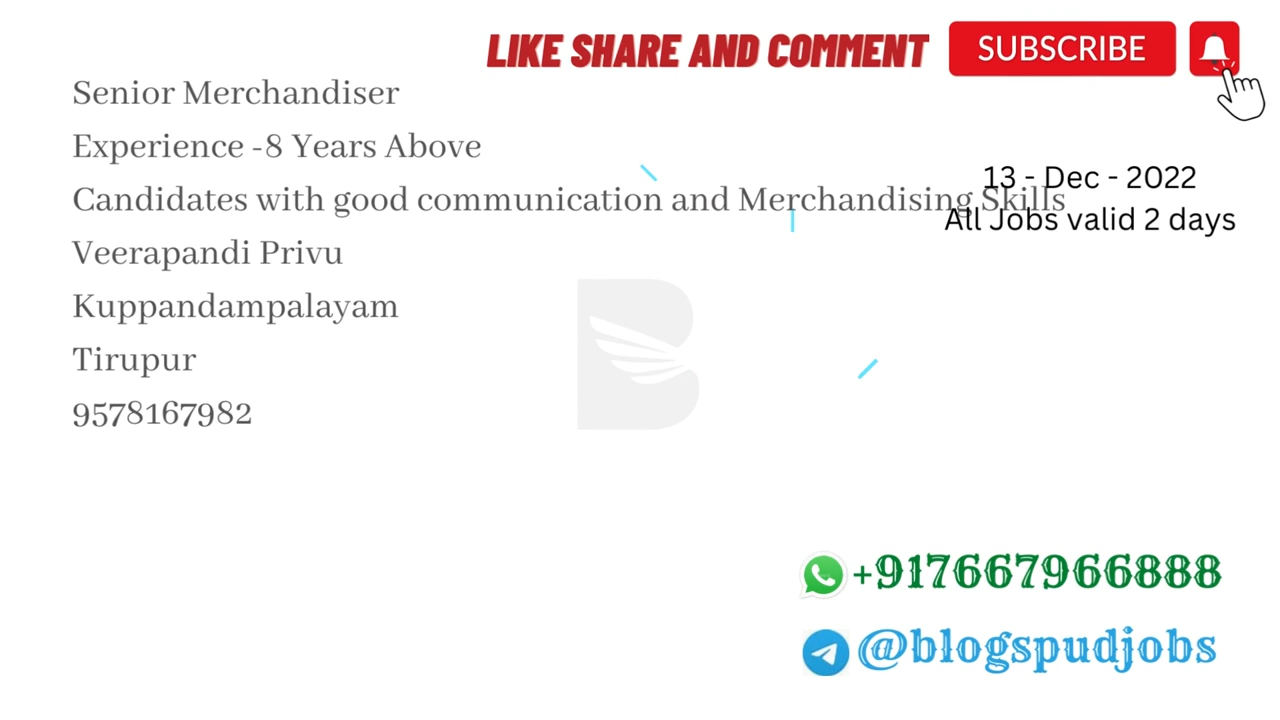 LIKE SHARE AND COMMENT
SUBSCRIBE
Senior Merchandiser
Experience -8 Years Above
13 - Dec - 2022
Candidates with good communication and Merchandising Skills
All Jobs valid 2 days
Veerapandi Privu
Kuppandampalayam
Tirupur
9578167982
+917667966888
@blogspudjobs